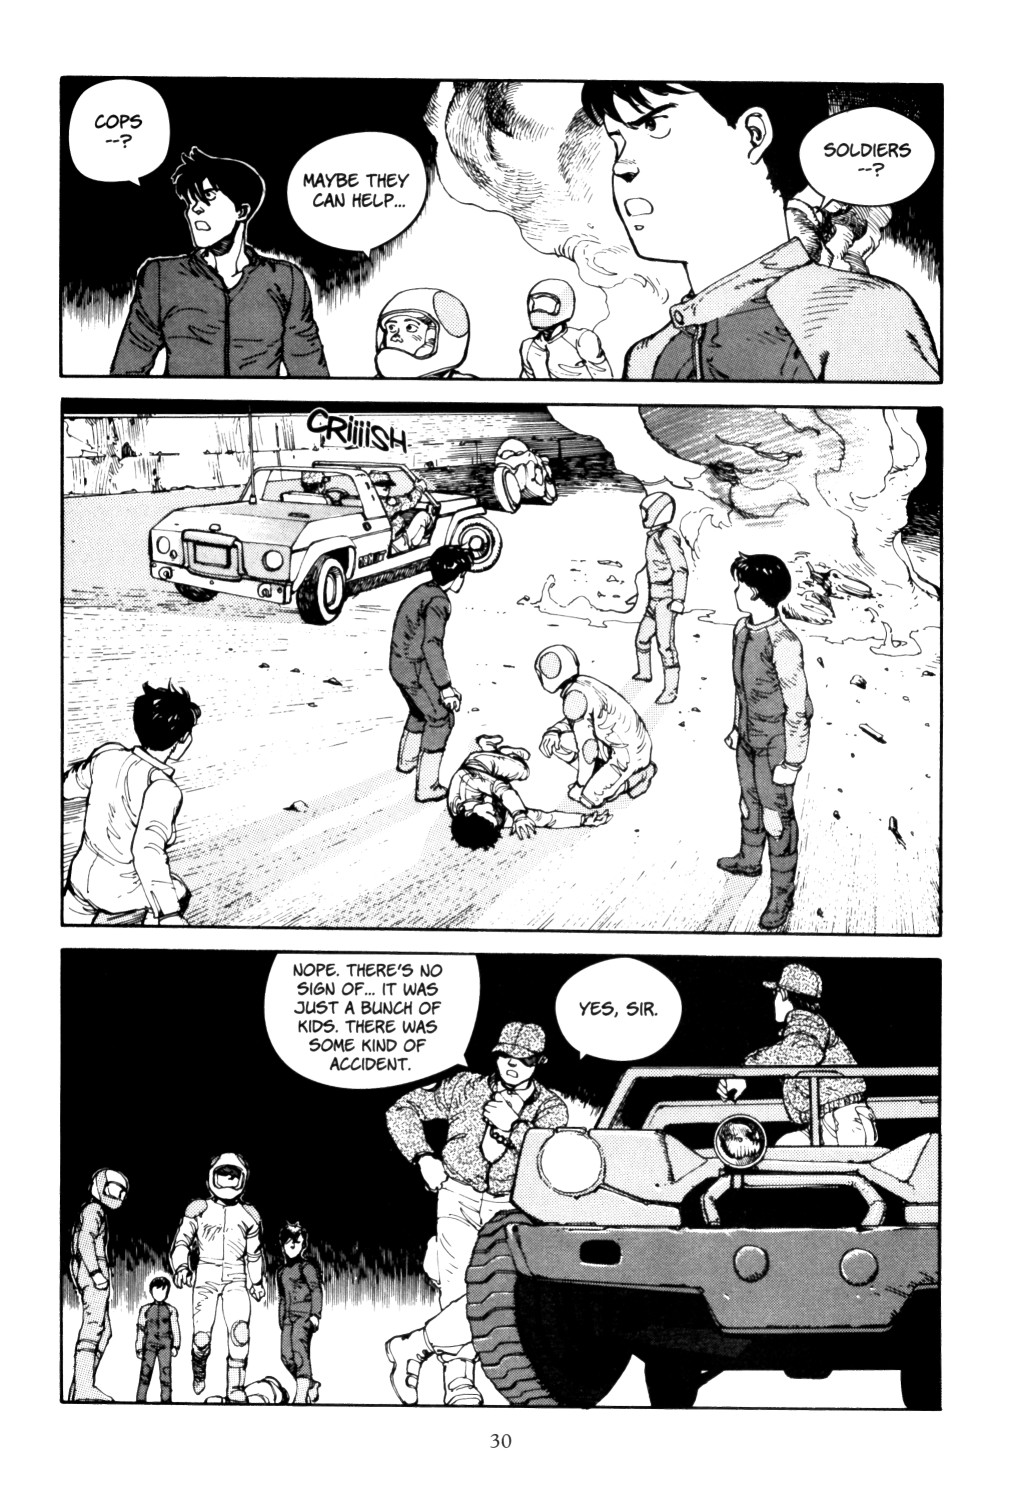 COPS
--?
MAYBE THEY
CAN HELP...
SOLDIERS
--?
CRIIIISH
NOPE. THERE'S NO
SIGN OF... IT WAS
JUST A BUNCH OF
KIDS. THERE WAS
SOME KIND OF
ACCIDENT.
YES, SIR.
30